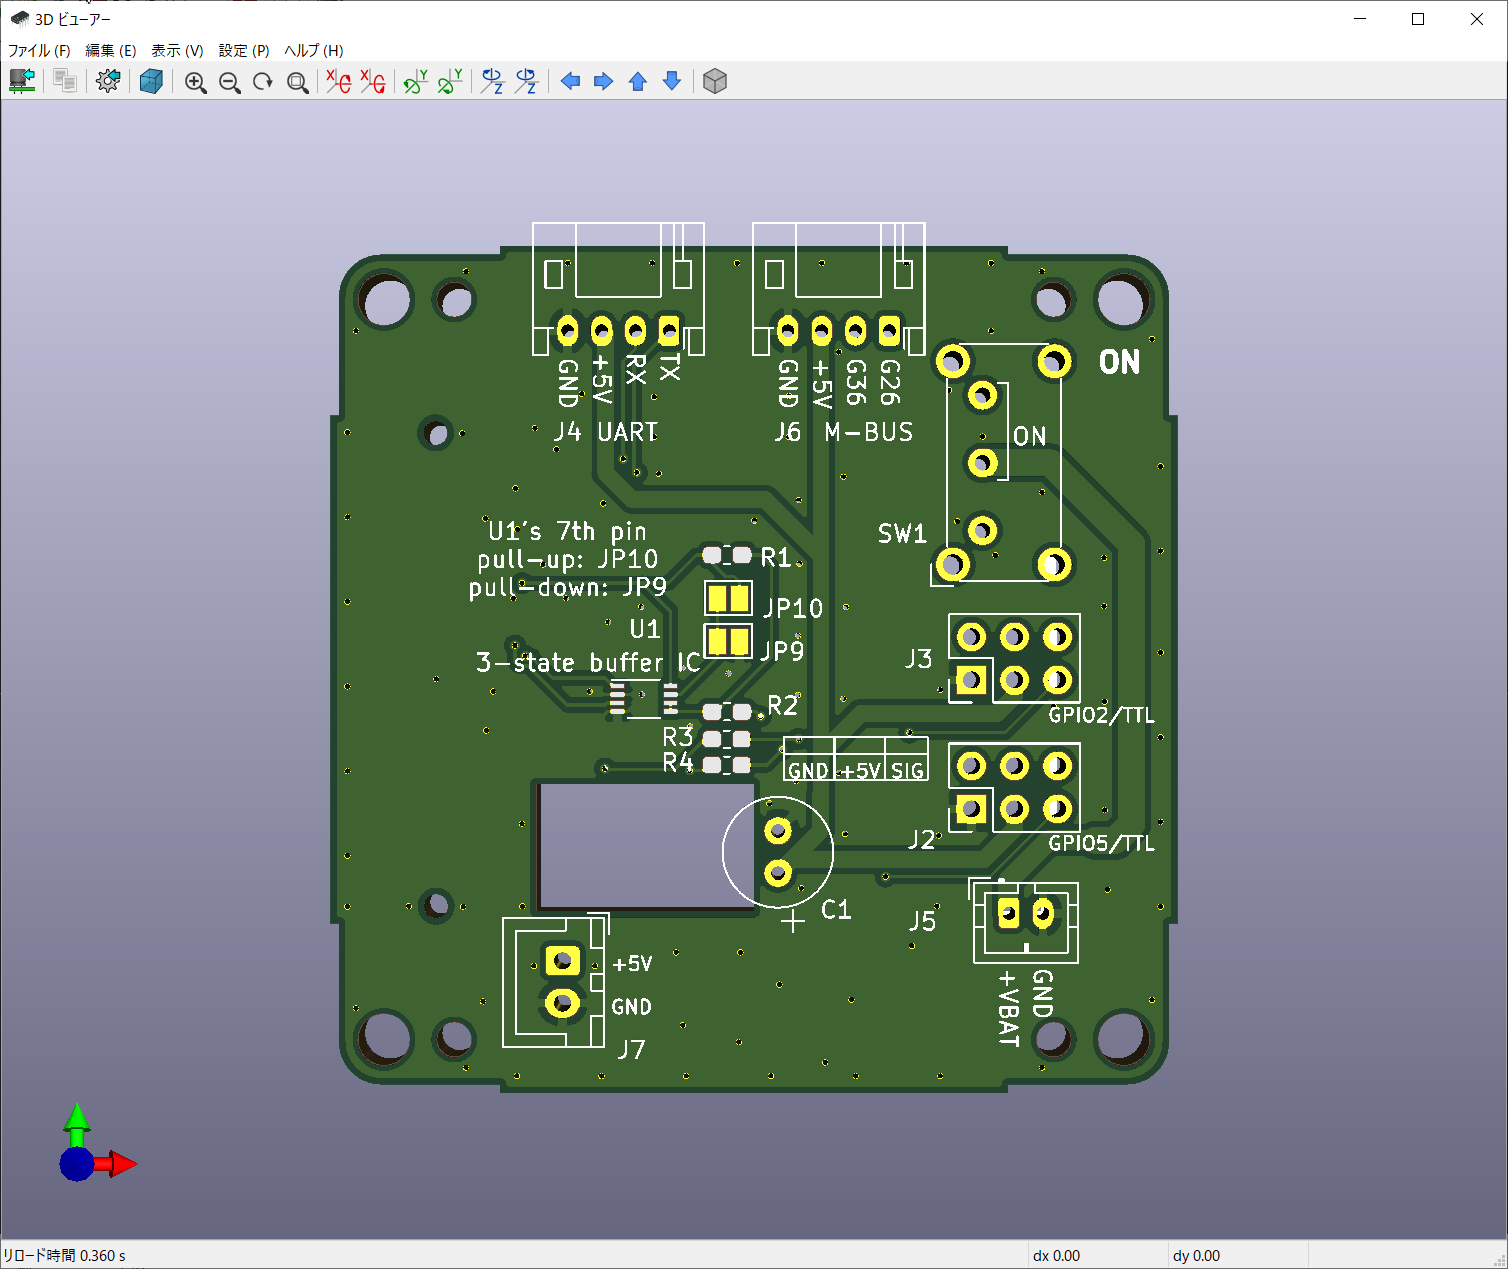 3D ビューアー
ファイル (F) 編集 (E) 表示 (V) 設定 (P) ヘルプ (H)
GND +5V RX TX
J4 UART
GND +5V G36 G26
J6 M-BUS
ON
ON
SW1
U1's 7th pin
pull-up: JP10
pull-down: JP9
R1
JP10
JP9
U1
3-state buffer IC
R2
R3
R4
GND +5V SIG
J3
GPIO2/TTL
J2
GPIO5/TTL
C1
J5
+VBAT GND
+5V
GND
J7
リロード時間 0.360 s
dx 0.00
dy 0.00